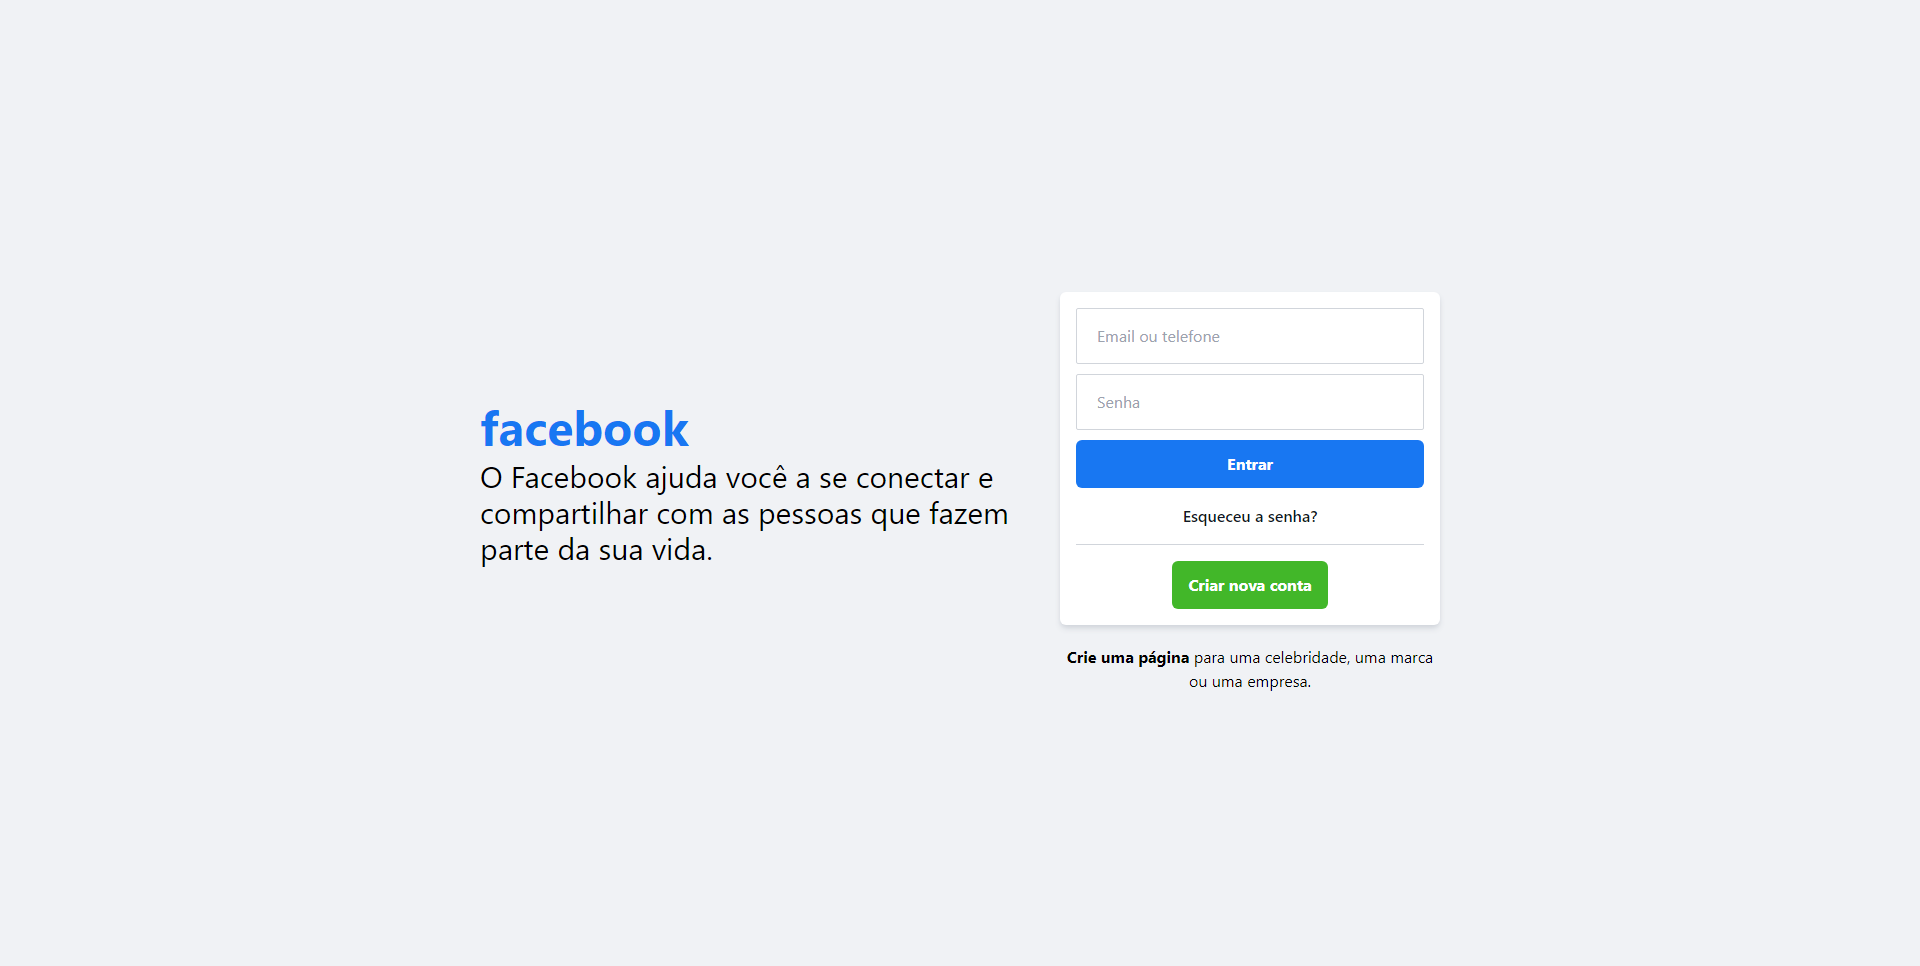 facebook
O Facebook ajuda você a se conectar e
compartilhar com as pessoas que fazem
parte da sua vida.
Email ou telefone
Senha
Entrar
Esqueceu a senha?
Criar nova conta
Crie uma página para uma celebridade, uma marca
ou uma empresa.